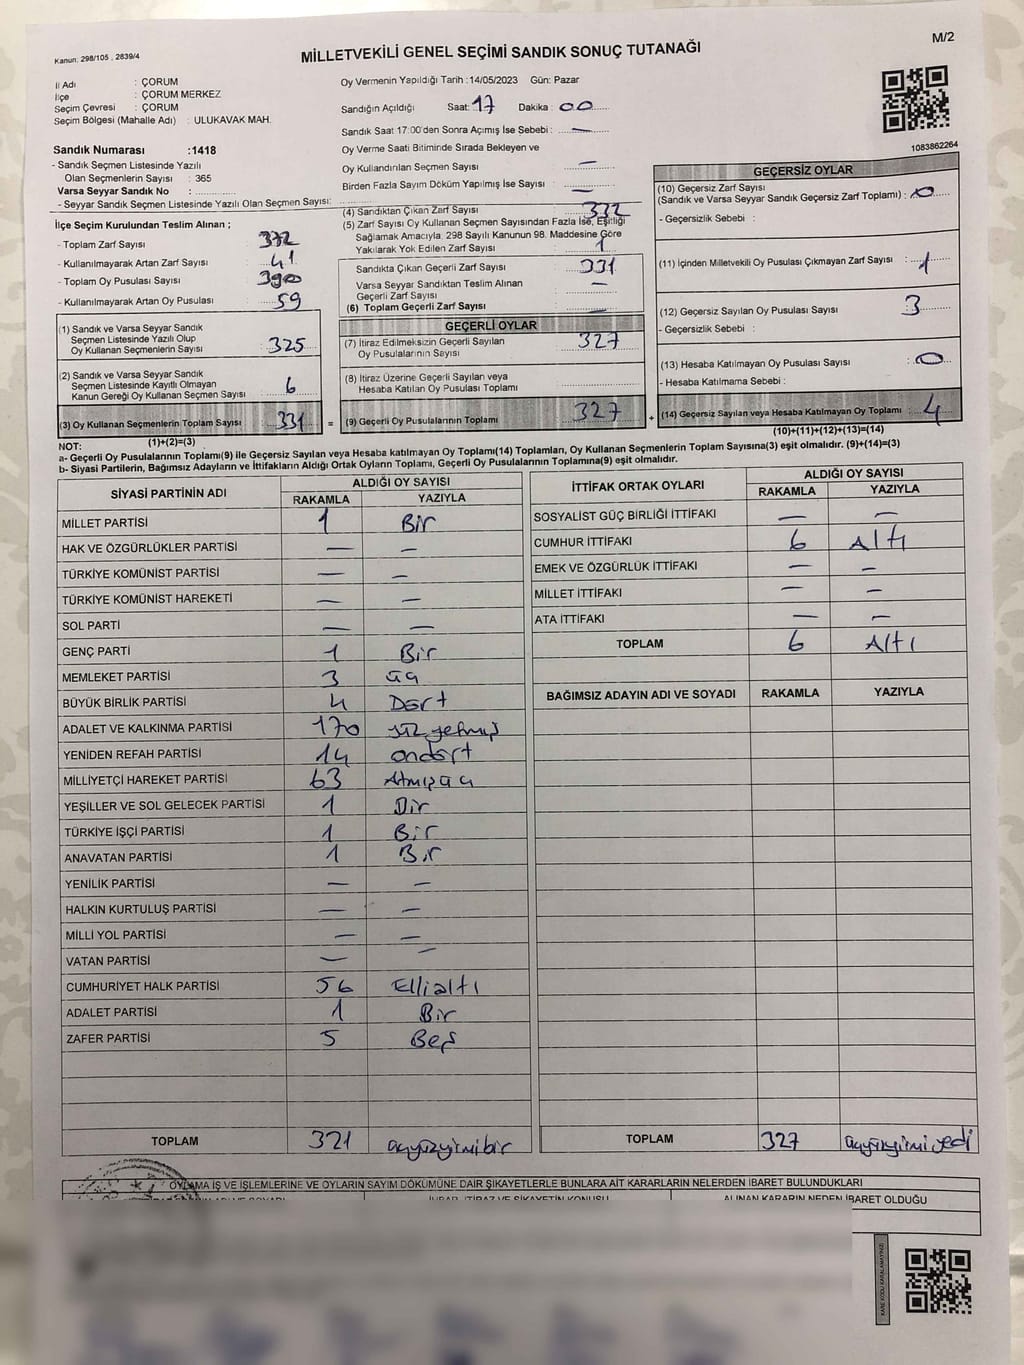 Kanun: 298/105 , 2839/4
MİLLETVEKİLİ GENEL SEÇİMİ SANDIK SONUÇ TUTANAĞI
M/2
İl Adı : ÇORUM
İlçe : ÇORUM MERKEZ
Seçim Çevresi : ÇORUM
Seçim Bölgesi (Mahalle Adı) : ULUKAVAK MAH.
Oy Vermenin Yapıldığı Tarih :14/05/2023 Gün: Pazar
Sandığın Açıldığı Saat: 17 Dakika : 00
Sandık Saat 17:00'den Sonra Açımış İse Sebebi : —
Oy Verme Saati Bitiminde Sırada Bekleyen ve
Oy Kullandırılan Seçmen Sayısı —
Birden Fazla Sayım Döküm Yapılmış İse Sayısı —
1083862264
Sandık Numarası :1418
- Sandık Seçmen Listesinde Yazılı
Olan Seçmenlerin Sayısı : 365
Varsa Seyyar Sandık No :
- Seyyar Sandık Seçmen Listesinde Yazılı Olan Seçmen Sayısı:
İlçe Seçim Kurulundan Teslim Alınan ;
- Toplam Zarf Sayısı 372
- Kullanılmayarak Artan Zarf Sayısı 41
- Toplam Oy Pusulası Sayısı 390
- Kullanılmayarak Artan Oy Pusulası 59
(1) Sandık ve Varsa Seyyar Sandık
Seçmen Listesinde Yazılı Olup
Oy Kullanan Seçmenlerin Sayısı 325
(2) Sandık ve Varsa Seyyar Sandık
Seçmen Listesinde Kayıtlı Olmayan
Kanun Gereği Oy Kullanan Seçmen Sayısı 6
(3) Oy Kullanan Seçmenlerin Toplam Sayısı 331 =
(1)+(2)=(3)
(4) Sandıktan Çıkan Zarf Sayısı 332
(5) Zarf Sayısı Oy Kullanan Seçmen Sayısından Fazla İse, Eşitliği
Sağlamak Amacıyla, 298 Sayılı Kanunun 98. Maddesine Göre
Yakılarak Yok Edilen Zarf Sayısı 1
Sandıkta Çıkan Geçerli Zarf Sayısı 331
Varsa Seyyar Sandıktan Teslim Alınan
Geçerli Zarf Sayısı —
(6) Toplam Geçerli Zarf Sayısı —
GEÇERLİ OYLAR
(7) İtiraz Edilmeksizin Geçerli Sayılan
Oy Pusulalarının Sayısı 327
(8) İtiraz Üzerine Geçerli Sayılan veya
Hesaba Katılan Oy Pusulası Toplamı
(9) Geçerli Oy Pusulalarının Toplamı 327 +
GEÇERSİZ OYLAR
(10) Geçersiz Zarf Sayısı
(Sandık ve Varsa Seyyar Sandık Geçersiz Zarf Toplamı) : 0
- Geçersizlik Sebebi :
(11) İçinden Milletvekili Oy Pusulası Çıkmayan Zarf Sayısı : 1
(12) Geçersiz Sayılan Oy Pusulası Sayısı : 3
- Geçersizlik Sebebi :
(13) Hesaba Katılmayan Oy Pusulası Sayısı : 0
- Hesaba Katılmama Sebebi :
(14) Geçersiz Sayılan veya Hesaba Katılmayan Oy Toplamı 4
(10)+(11)+(12)+(13)=(14)
NOT:
a- Geçerli Oy Pusulalarının Toplamı(9) ile Geçersiz Sayılan veya Hesaba katılmayan Oy Toplamı(14) Toplamları, Oy Kullanan Seçmenlerin Toplam Sayısına(3) eşit olmalıdır. (9)+(14)=(3)
b- Siyasi Partilerin, Bağımsız Adayların ve İttifakların Aldığı Ortak Oyların Toplamı, Geçerli Oy Pusulalarının Toplamına(9) eşit olmalıdır.
SİYASİ PARTİNİN ADI ALDIĞI OY SAYISI
RAKAMLA YAZIYLA
MİLLET PARTİSİ 1 Bir
HAK VE ÖZGÜRLÜKLER PARTİSİ — —
TÜRKİYE KOMÜNİST PARTİSİ — —
TÜRKİYE KOMÜNİST HAREKETİ — —
SOL PARTİ — —
GENÇ PARTİ 1 Bir
MEMLEKET PARTİSİ 3 üç
BÜYÜK BİRLİK PARTİSİ 4 Dört
ADALET VE KALKINMA PARTİSİ 170 yüz yetmiş
YENİDEN REFAH PARTİSİ 14 ondört
MİLLİYETÇİ HAREKET PARTİSİ 63 Atmışüç
YEŞİLLER VE SOL GELECEK PARTİSİ 1 Bir
TÜRKİYE İŞÇİ PARTİSİ 1 Bir
ANAVATAN PARTİSİ 1 Bir
YENİLİK PARTİSİ — —
HALKIN KURTULUŞ PARTİSİ — —
MİLLİ YOL PARTİSİ — —
VATAN PARTİSİ — —
CUMHURİYET HALK PARTİSİ 56 Ellialtı
ADALET PARTİSİ 1 Bir
ZAFER PARTİSİ 5 Beş
TOPLAM 321 üçyüzyirmibir
İTTİFAK ORTAK OYLARI ALDIĞI OY SAYISI
RAKAMLA YAZIYLA
SOSYALİST GÜÇ BİRLİĞİ İTTİFAKI — —
CUMHUR İTTİFAKI 6 Altı
EMEK VE ÖZGÜRLÜK İTTİFAKI — —
MİLLET İTTİFAKI — —
ATA İTTİFAKI — —
TOPLAM 6 Altı
BAĞIMSIZ ADAYIN ADI VE SOYADI RAKAMLA YAZIYLA
TOPLAM 327 üçyüzyirmi yedi
OYLAMA İŞ VE İŞLEMLERİNE VE OYLARIN SAYIM DÖKÜMÜNE DAİR ŞİKAYETLERLE BUNLARA AİT KARARLARIN NELERDEN İBARET BULUNDUKLARI
ALINAN KARARIN NEDEN İBARET OLDUĞU